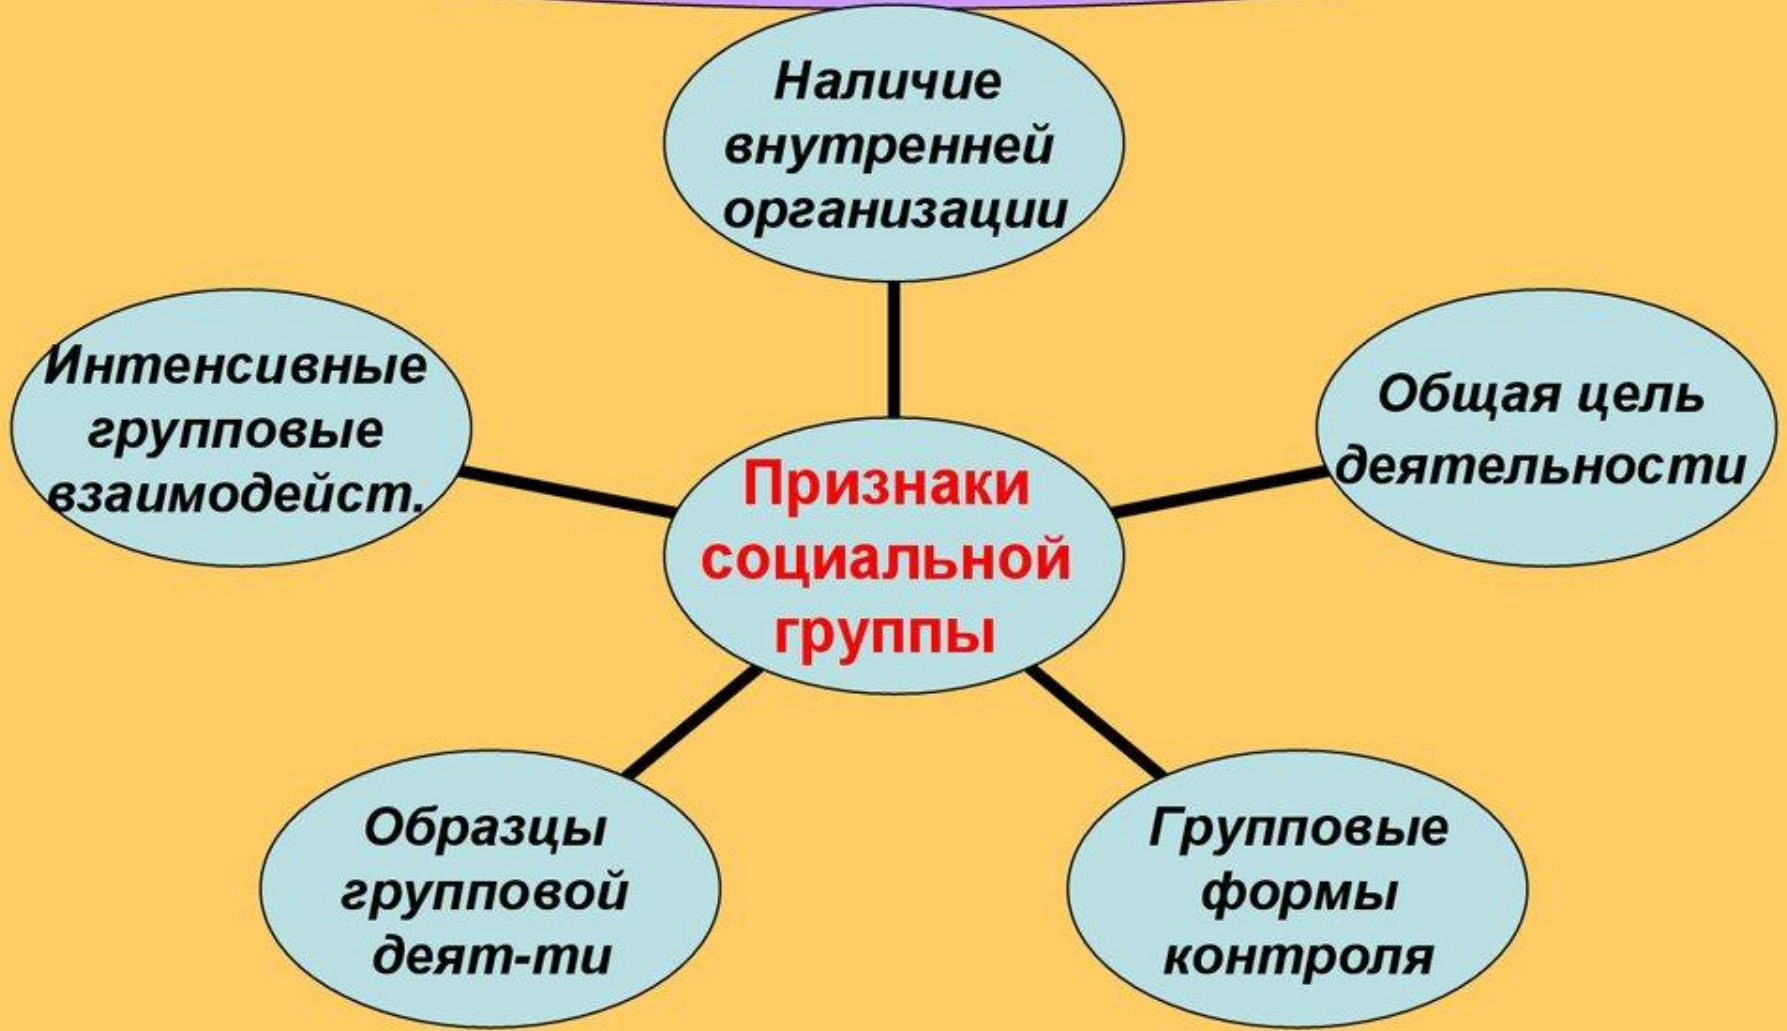 Наличие
внутренней
организации
Интенсивные
групповые
взаимодейст.
Общая цель
деятельности
Признаки
социальной
группы
Образцы
групповой
деят-ти
Групповые
формы
контроля